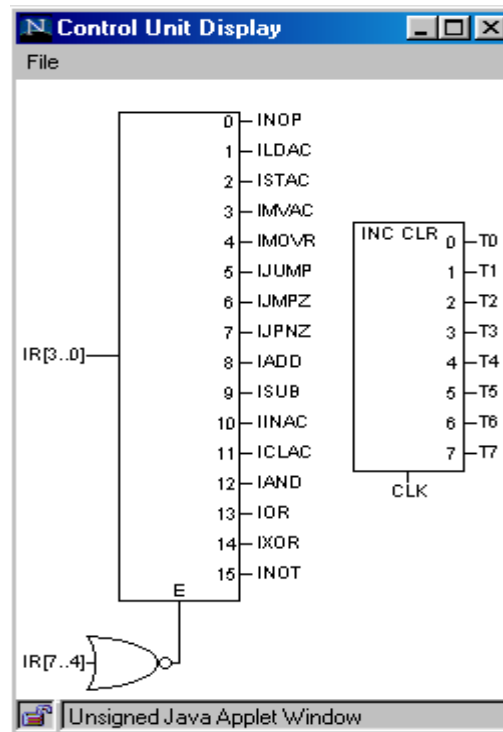 Control Unit Display
File
0 INOP
1 ILDAC
2 ISTAC
3 IMVAC
4 IMOVR
5 IJUMP
6 IJMPZ
7 IJPNZ
8 IADD
9 ISUB
10 IINAC
11 ICLAC
12 IAND
13 IOR
14 IXOR
15 INOT
IR[3..0]
E
IR[7..4]
INC CLR
0 T0
1 T1
2 T2
3 T3
4 T4
5 T5
6 T6
7 T7
CLK
Unsigned Java Applet Window